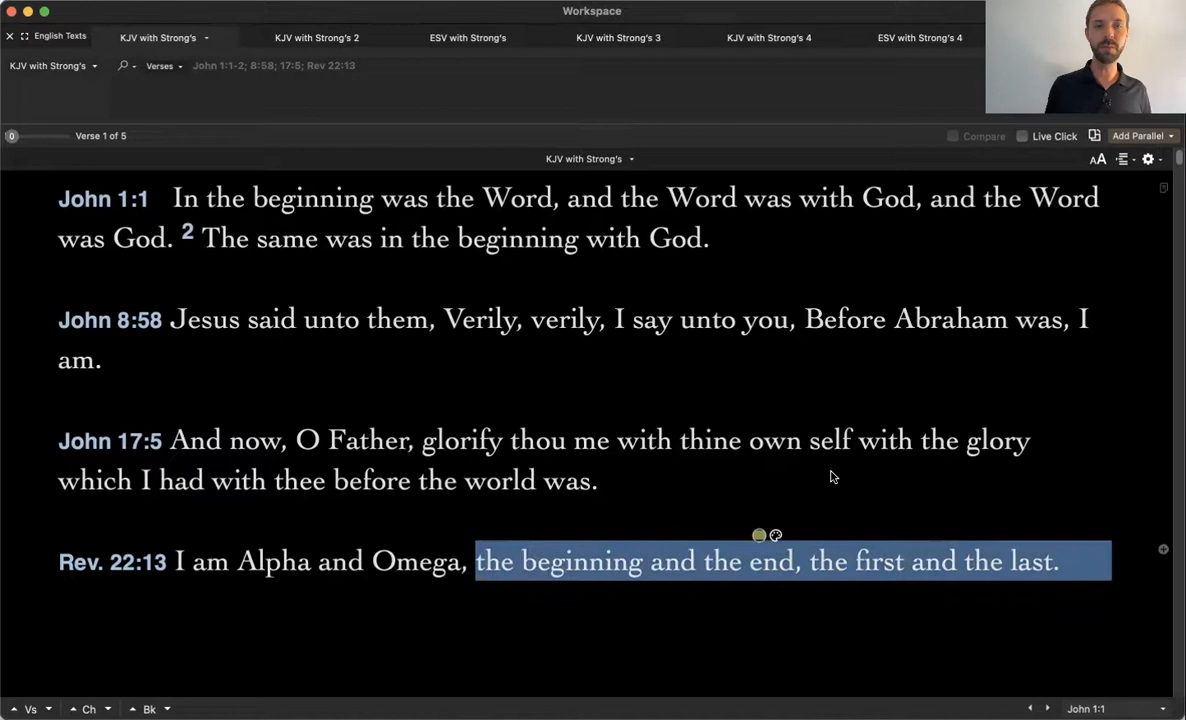 Workspace
English Texts
KJV with Strong's
KJV with Strong's 2
ESV with Strong's
KJV with Strong's 3
KJV with Strong's 4
ESV with Strong's 4
KJV with Strong's
Verses
John 1:1-2; 8:58; 17:5; Rev 22:13
0
Verse 1 of 5
Compare
Live Click
Add Parallel
KJV with Strong's
AA
John 1:1 In the beginning was the Word, and the Word was with God, and the Word
was God. 2 The same was in the beginning with God.
John 8:58 Jesus said unto them, Verily, verily, I say unto you, Before Abraham was, I
am.
John 17:5 And now, O Father, glorify thou me with thine own self with the glory
which I had with thee before the world was.
Rev. 22:13 I am Alpha and Omega, the beginning and the end, the first and the last.
Vs
Ch
Bk
John 1:1